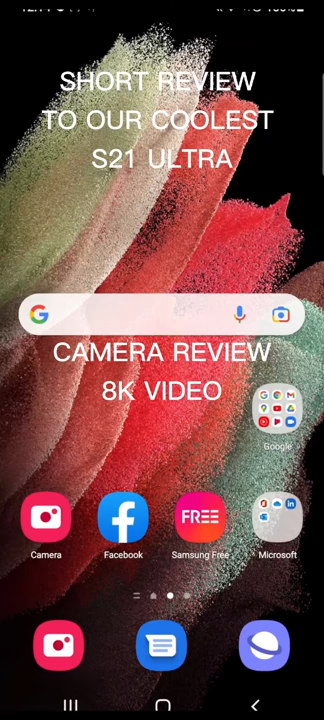 SHORT REVIEW
TO OUR COOLEST
S21 ULTRA
CAMERA REVIEW
8K VIDEO
Google
FREE
Camera
Facebook
Samsung Free
Microsoft